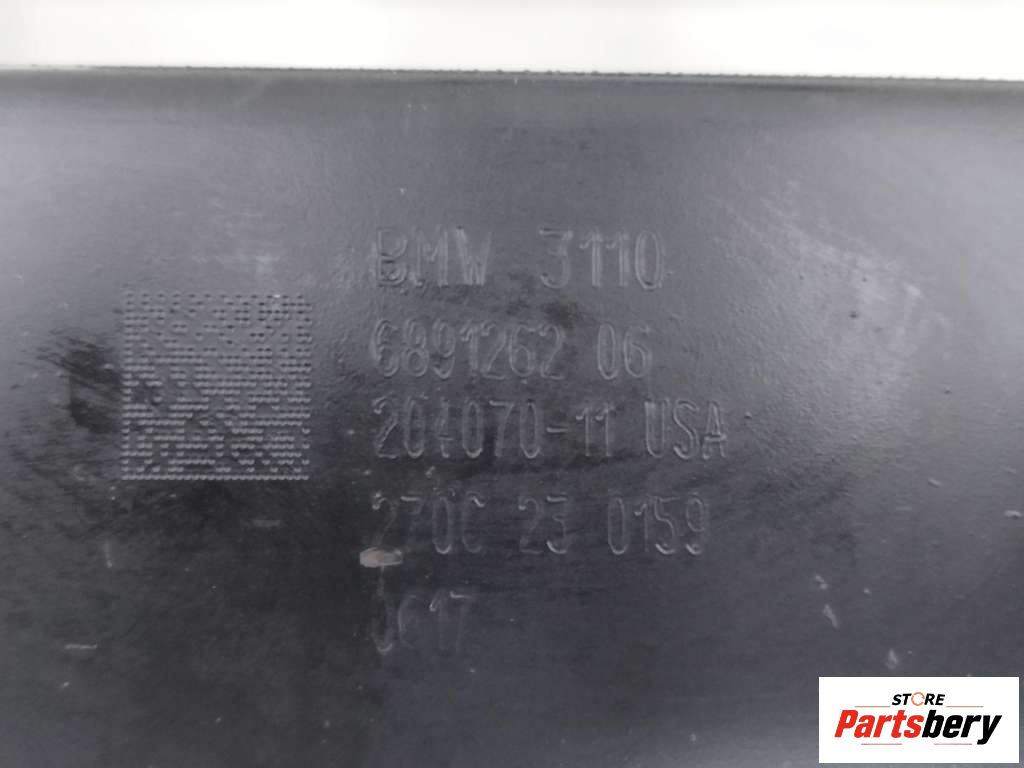 BMW 3110
6891262 06
204070-11 USA
270C 23 0159
STORE
Partsbery